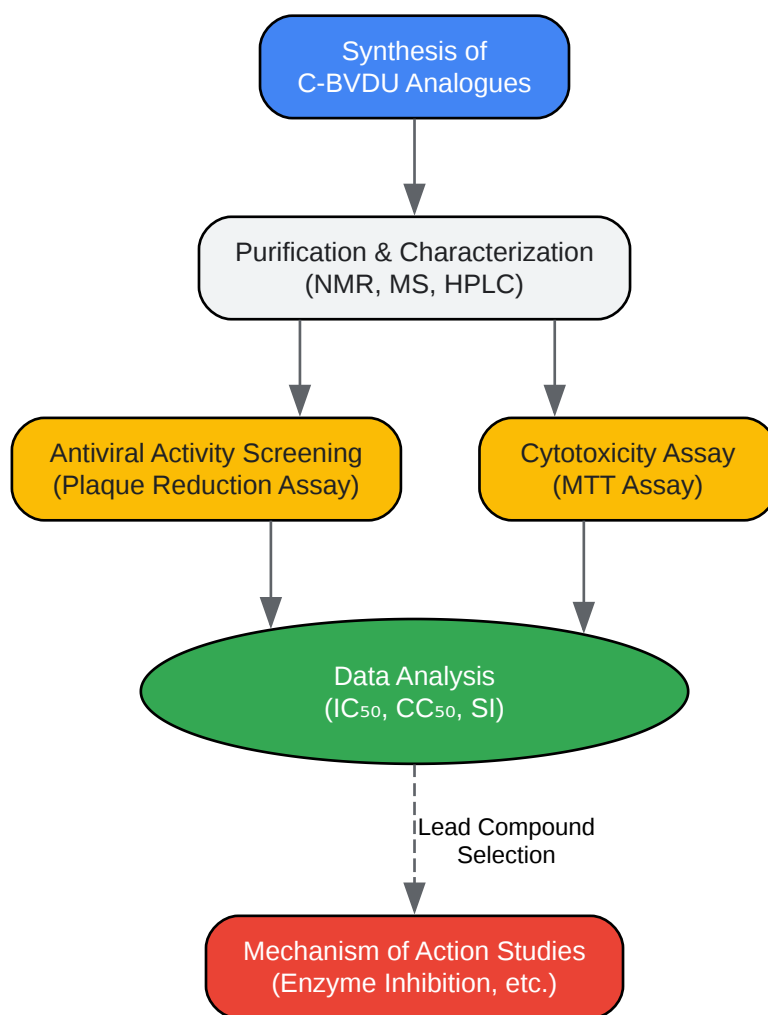 Synthesis of
C-BVDU Analogues
Purification & Characterization
(NMR, MS, HPLC)
Antiviral Activity Screening
(Plaque Reduction Assay)
Cytotoxicity Assay
(MTT Assay)
Data Analysis
(IC₅₀, CC₅₀, SI)
Lead Compound
Selection
Mechanism of Action Studies
(Enzyme Inhibition, etc.)